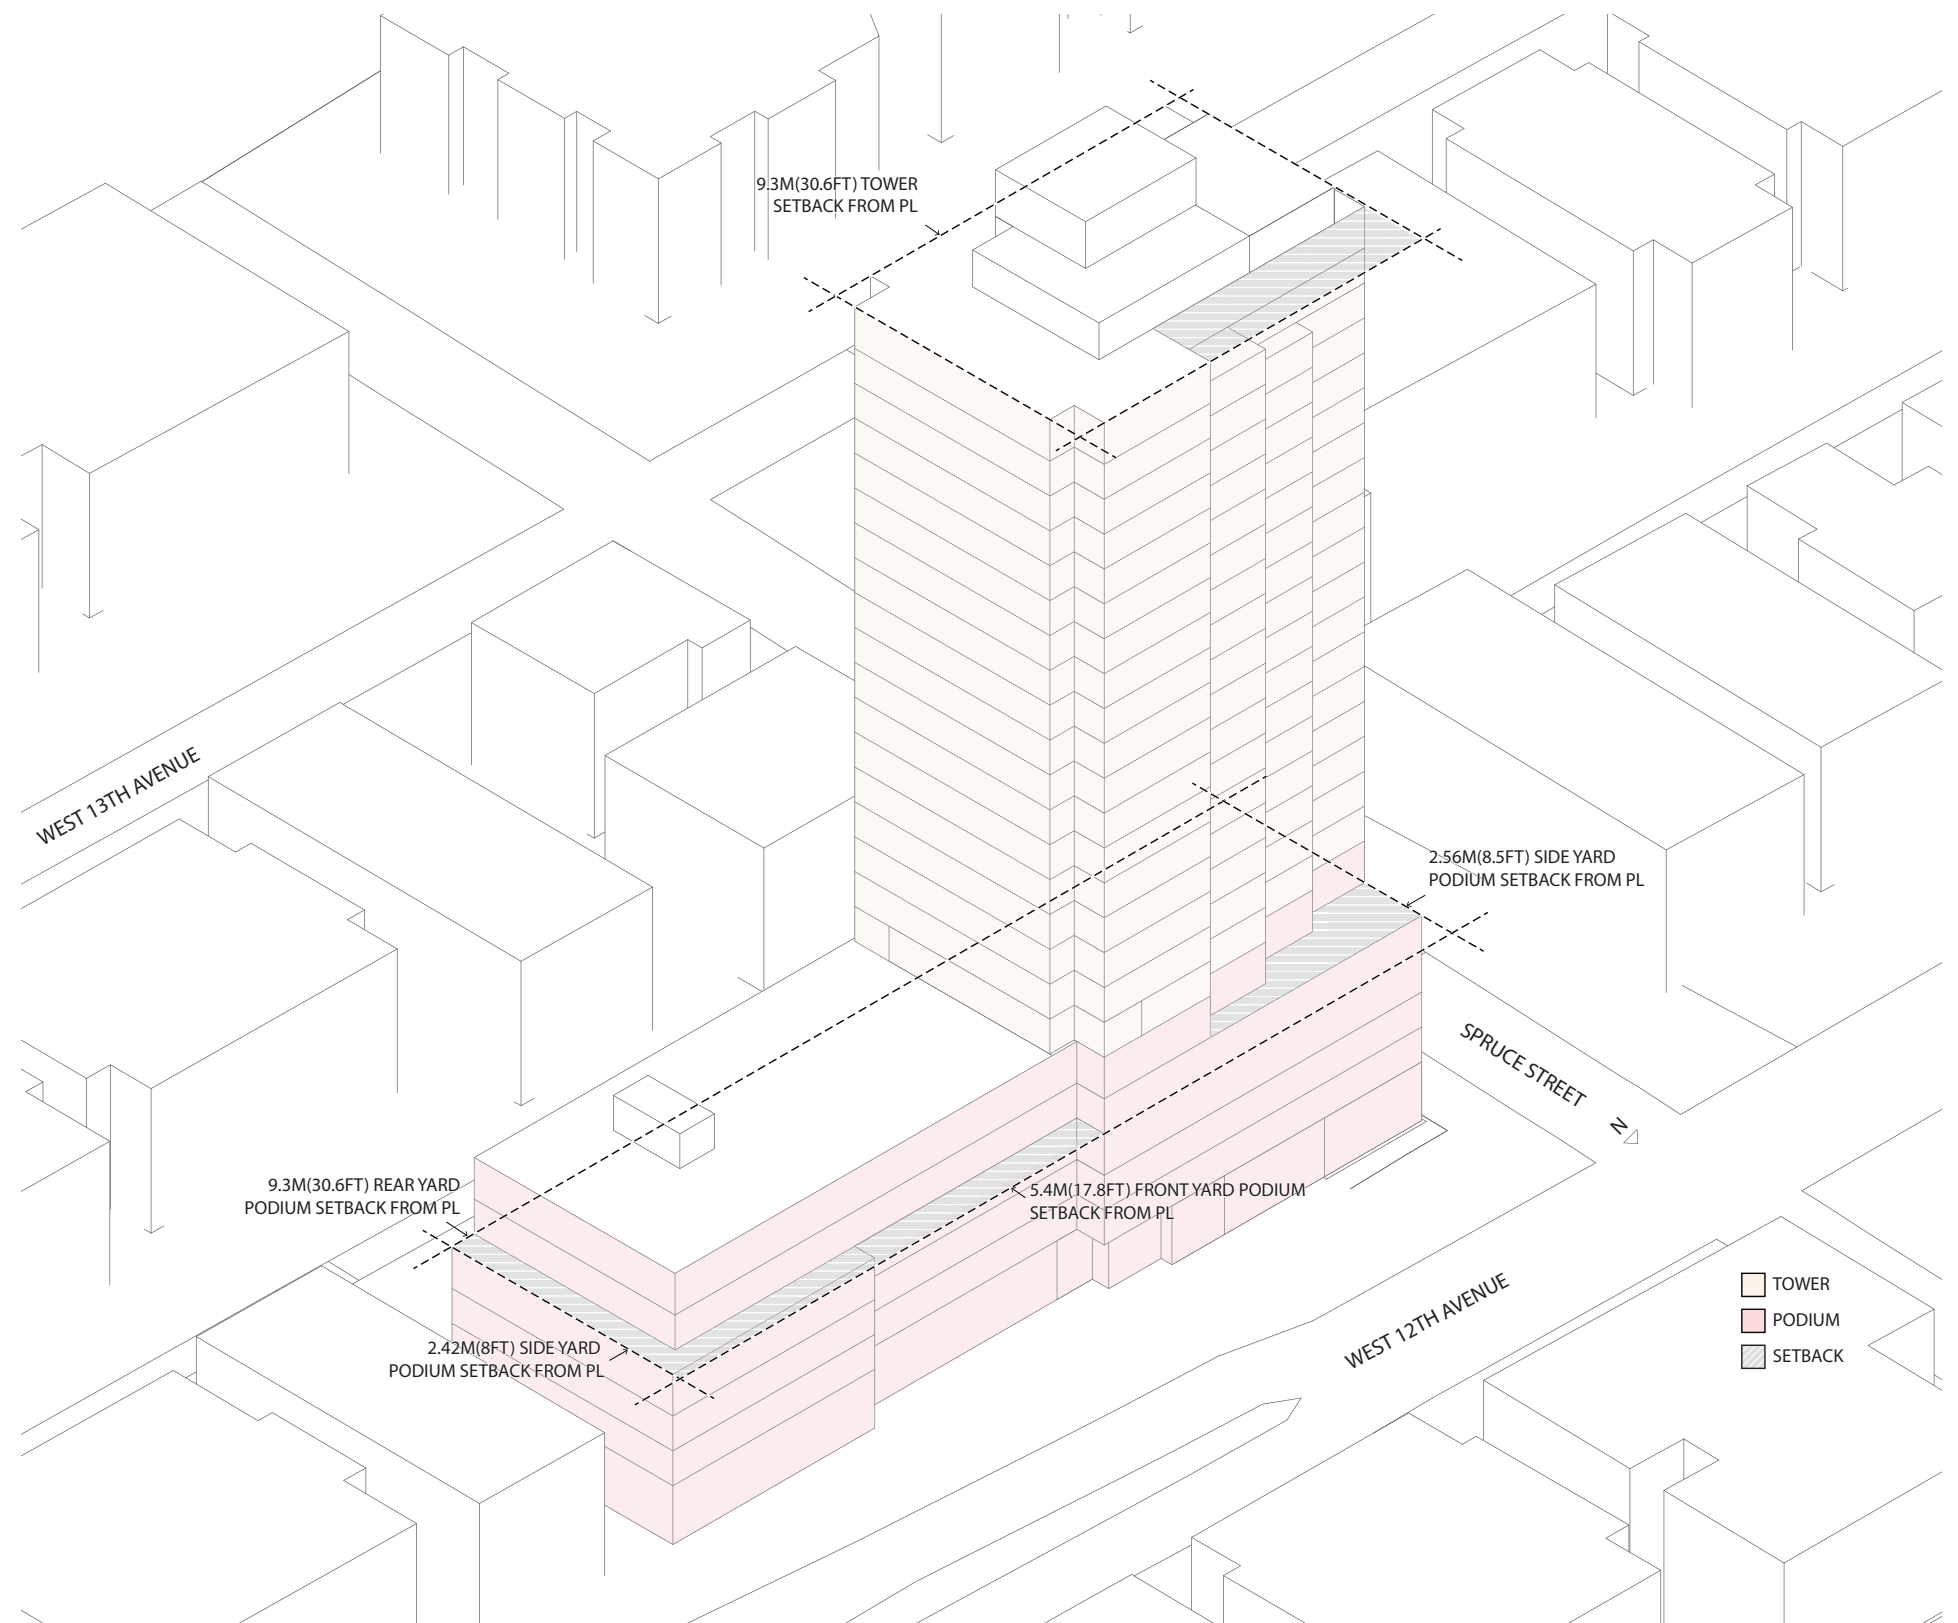 9.3M(30.6FT) TOWER
SETBACK FROM PL
WEST 13TH AVENUE
2.56M(8.5FT) SIDE YARD
PODIUM SETBACK FROM PL
SPRUCE STREET
N
9.3M(30.6FT) REAR YARD
PODIUM SETBACK FROM PL
5.4M(17.8FT) FRONT YARD PODIUM
SETBACK FROM PL
2.42M(8FT) SIDE YARD
PODIUM SETBACK FROM PL
WEST 12TH AVENUE
TOWER
PODIUM
SETBACK